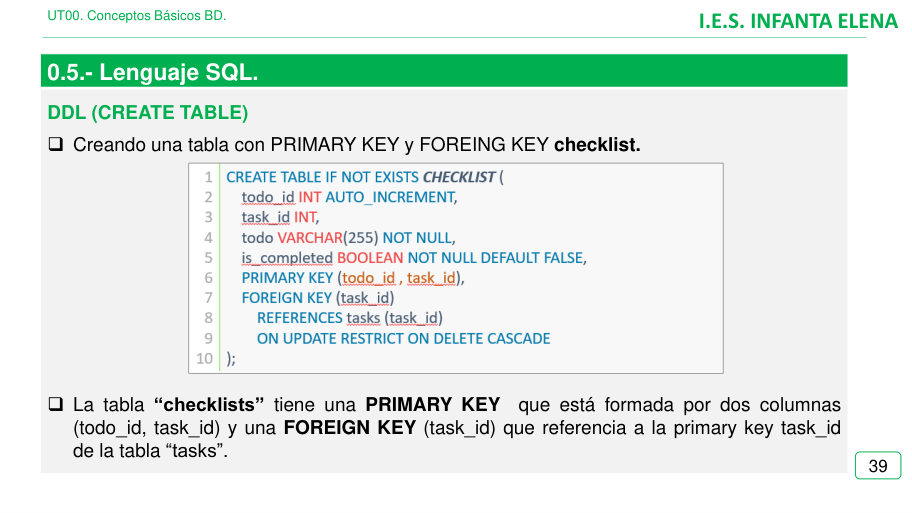 UT00. Conceptos Básicos BD.
I.E.S. INFANTA ELENA
0.5.- Lenguaje SQL.
DDL (CREATE TABLE)
❑ Creando una tabla con PRIMARY KEY y FOREING KEY checklist.
1 CREATE TABLE IF NOT EXISTS CHECKLIST (
2 todo_id INT AUTO_INCREMENT,
3 task_id INT,
4 todo VARCHAR(255) NOT NULL,
5 is_completed BOOLEAN NOT NULL DEFAULT FALSE,
6 PRIMARY KEY (todo_id , task_id),
7 FOREIGN KEY (task_id)
8 REFERENCES tasks (task_id)
9 ON UPDATE RESTRICT ON DELETE CASCADE
10 );
❑ La tabla “checklists” tiene una PRIMARY KEY que está formada por dos columnas
(todo_id, task_id) y una FOREIGN KEY (task_id) que referencia a la primary key task_id
de la tabla “tasks”.
39